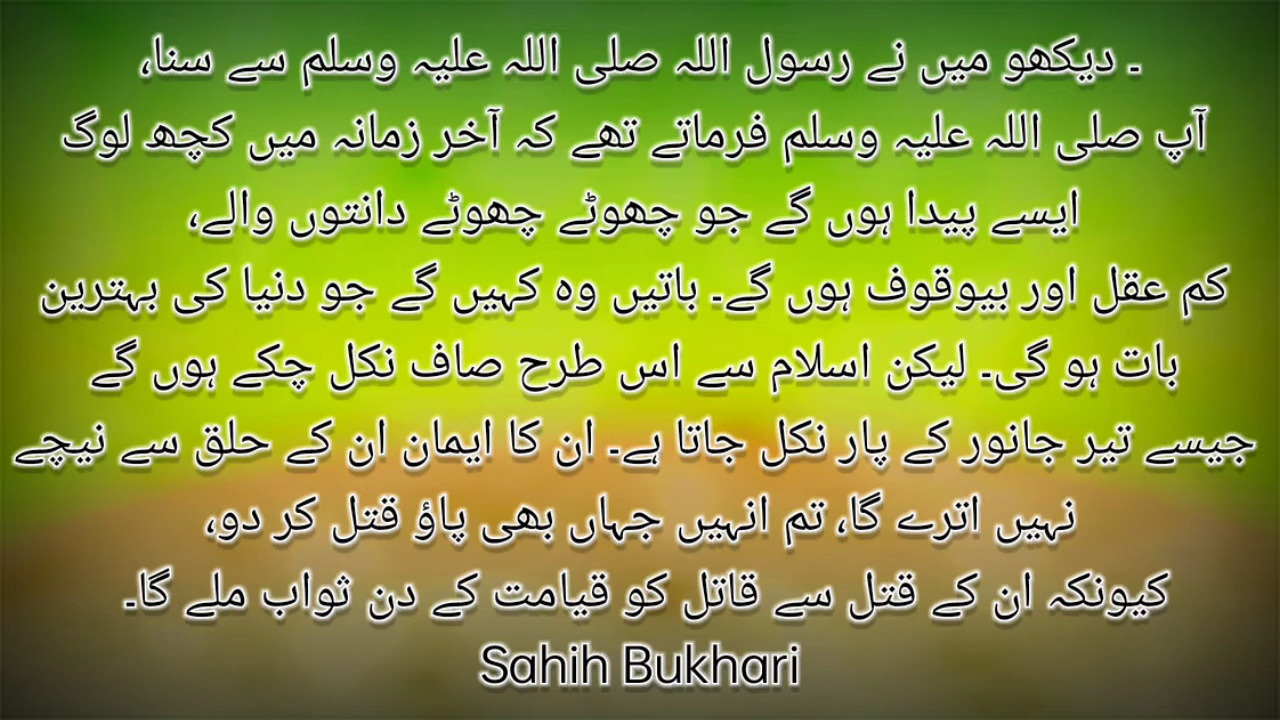 ۔ دیکھو میں نے رسول اللہ صلی اللہ علیہ وسلم سے سنا،
آپ صلی اللہ علیہ وسلم فرماتے تھے کہ آخر زمانہ میں کچھ لوگ
ایسے پیدا ہوں گے جو چھوٹے چھوٹے دانتوں والے،
کم عقل اور بیوقوف ہوں گے۔ باتیں وہ کہیں گے جو دنیا کی بہترین
بات ہو گی۔ لیکن اسلام سے اس طرح صاف نکل چکے ہوں گے
جیسے تیر جانور کے پار نکل جاتا ہے۔ ان کا ایمان ان کے حلق سے نیچے
نہیں اترے گا، تم انہیں جہاں بھی پاؤ قتل کر دو،
کیونکہ ان کے قتل سے قاتل کو قیامت کے دن ثواب ملے گا۔
Sahih Bukhari